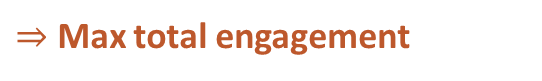 ⇒ Max total engagement